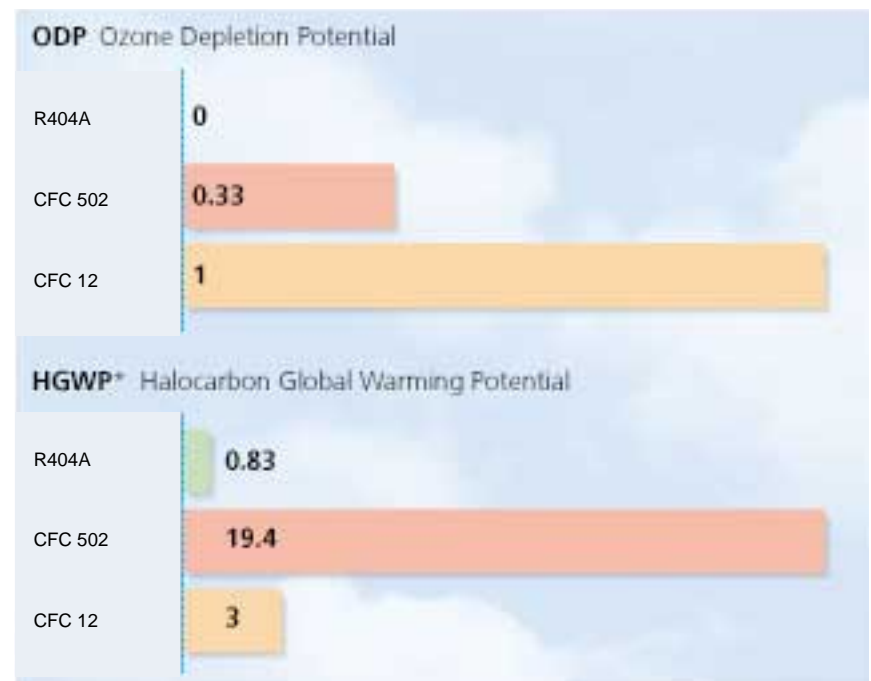 ODP Ozone Depletion Potential
R404A 0
CFC 502 0.33
CFC 12 1
HGWP* Halocarbon Global Warming Potential
R404A 0.83
CFC 502 19.4
CFC 12 3